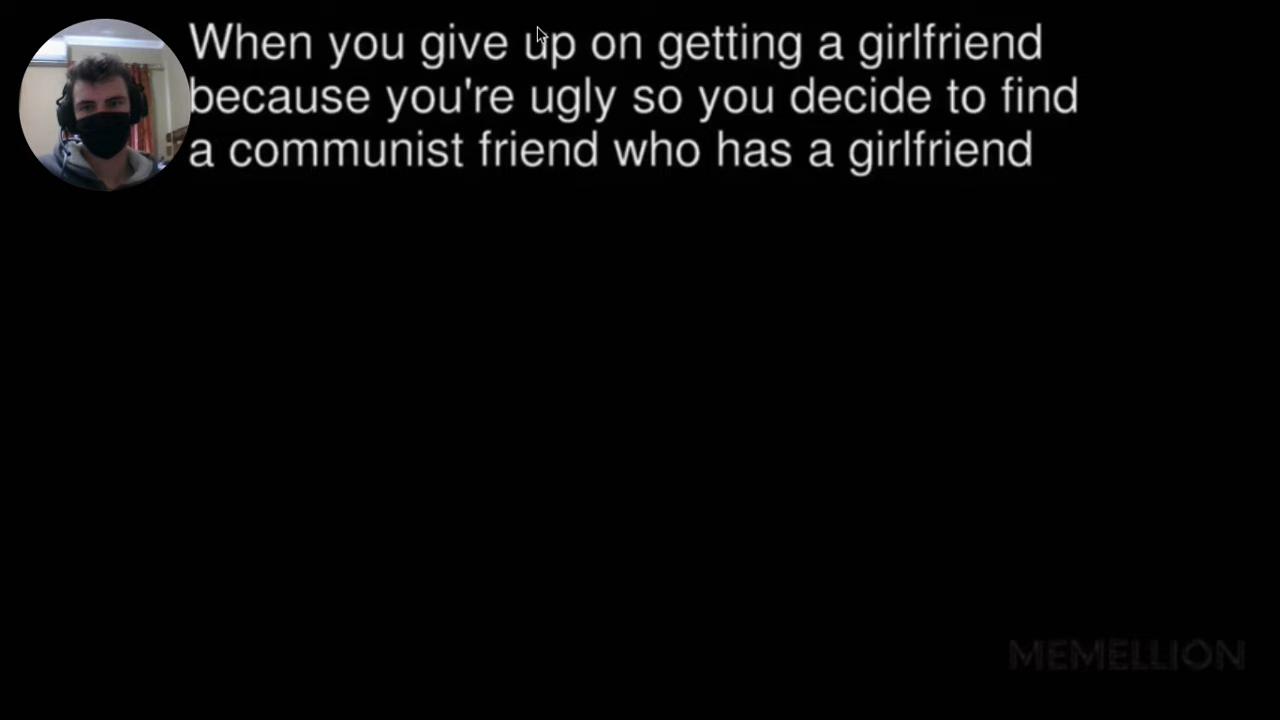 When you give up on getting a girlfriend
because you're ugly so you decide to find
a communist friend who has a girlfriend
MEMELLION